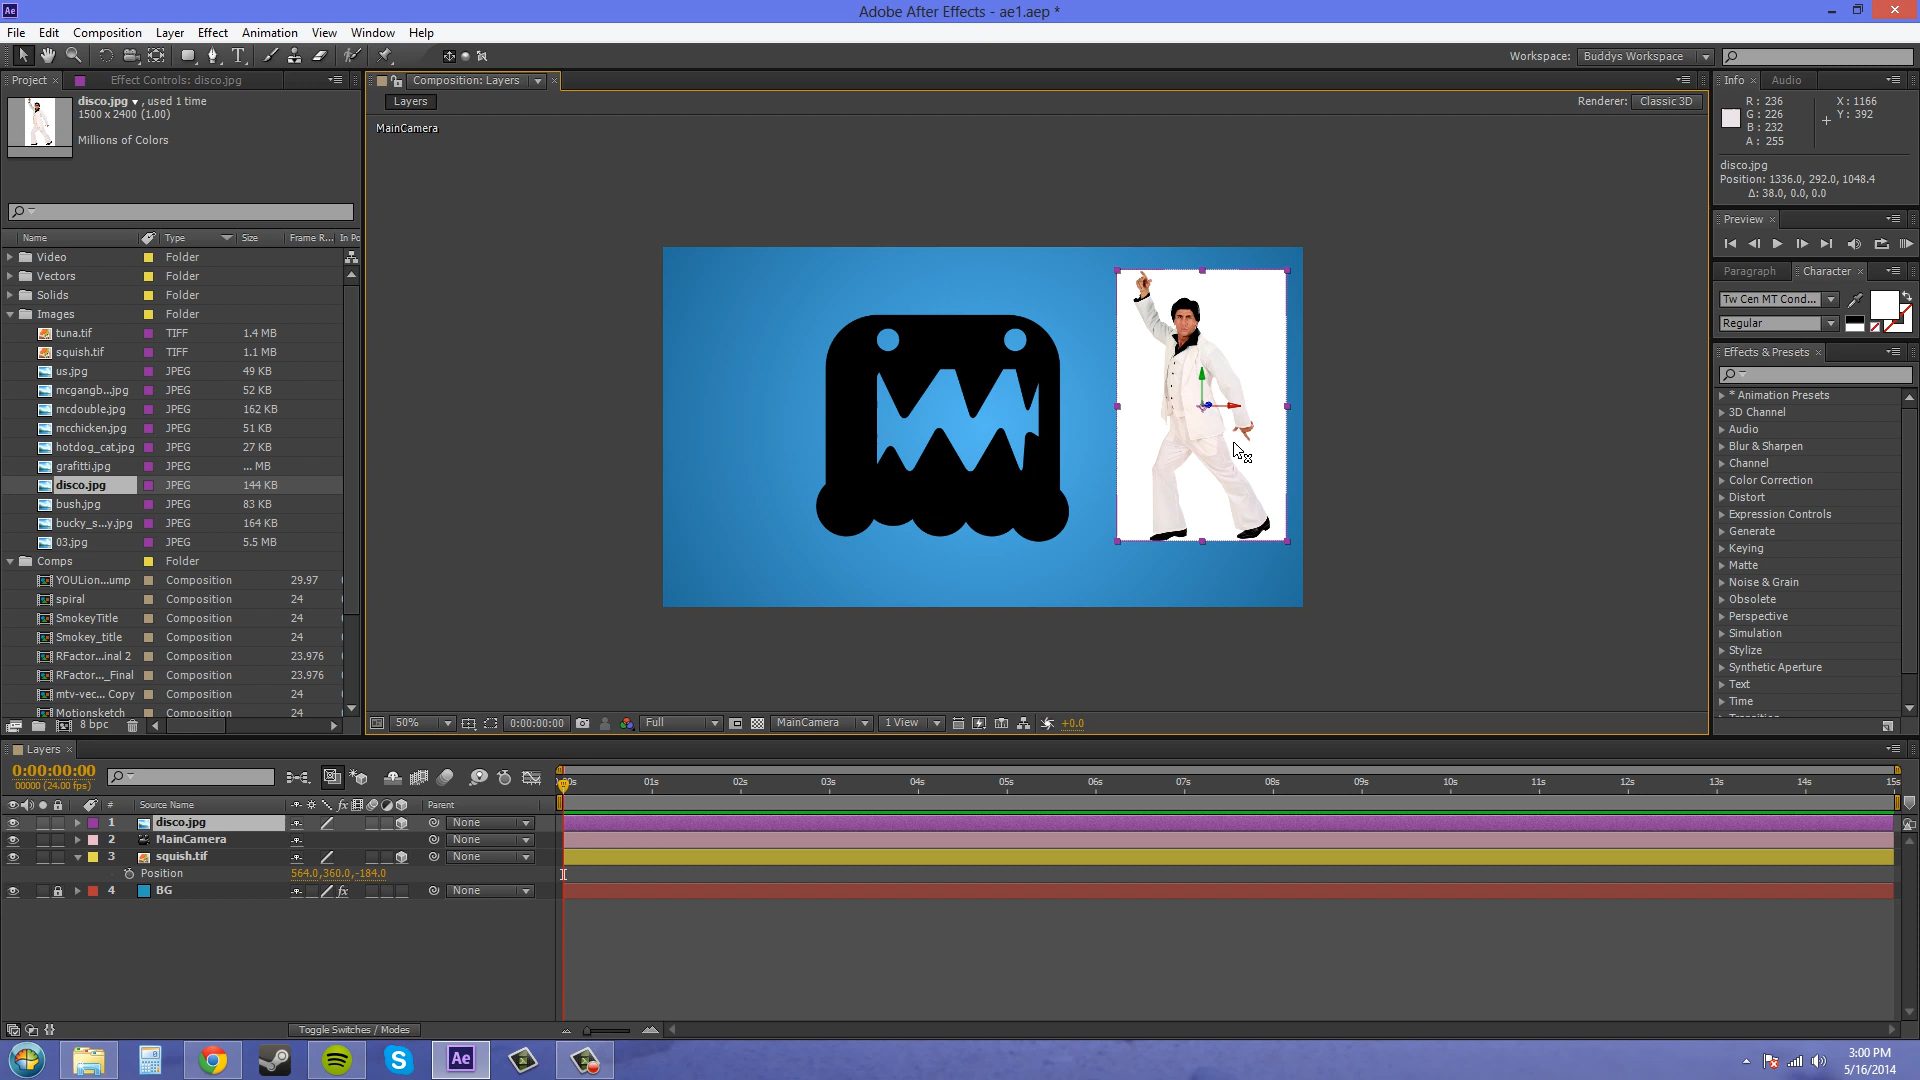 Adobe After Effects - ae1.aep *
File Edit Composition Layer Effect Animation View Window Help
Workspace: Buddys Workspace
Project Effect Controls: disco.jpg
disco.jpg , used 1 time
1500 x 2400 (1.00)
Millions of Colors
Name Type Size Frame R... In Po
Video Folder
Vectors Folder
Solids Folder
Images Folder
tuna.tif TIFF 1.4 MB
squish.tif TIFF 1.1 MB
us.jpg JPEG 49 KB
mcgangb...jpg JPEG 52 KB
mcdouble.jpg JPEG 162 KB
mcchicken.jpg JPEG 51 KB
hotdog_cat.jpg JPEG 27 KB
grafitti.jpg JPEG ... MB
disco.jpg JPEG 144 KB
bush.jpg JPEG 83 KB
bucky_s...y.jpg JPEG 164 KB
03.jpg JPEG 5.5 MB
Comps Folder
YOULion...ump Composition 29.97
spiral Composition 24
SmokeyTitle Composition 24
Smokey_title Composition 24
RFactor...inal 2 Composition 23.976
RFactor..._Final Composition 23.976
mtv-vec... Copy Composition 24
Motionsketch Composition 24
8 bpc
Composition: Layers
Layers
Renderer: Classic 3D
MainCamera
50% 0:00:00:00 Full MainCamera 1 View +0.0
Info Audio
R: 236 X: 1166
G: 226 Y: 392
B: 232
A: 255
disco.jpg
Position: 1336.0, 292.0, 1048.4
Δ: 38.0, 0.0, 0.0
Preview
Paragraph Character
Tw Cen MT Cond...
Regular
Effects & Presets
* Animation Presets
3D Channel
Audio
Blur & Sharpen
Channel
Color Correction
Distort
Expression Controls
Generate
Keying
Matte
Noise & Grain
Obsolete
Perspective
Simulation
Stylize
Synthetic Aperture
Text
Time
Transition
Layers
0:00:00:00
00000 (24.00 fps)
01s 02s 03s 04s 05s 06s 07s 08s 09s 10s 11s 12s 13s 14s 15s
# Source Name fx Parent
1 disco.jpg None
2 MainCamera None
3 squish.tif None
Position 564.0,360.0,-184.0
4 BG fx None
Toggle Switches / Modes
Ae
3:00 PM
5/16/2014